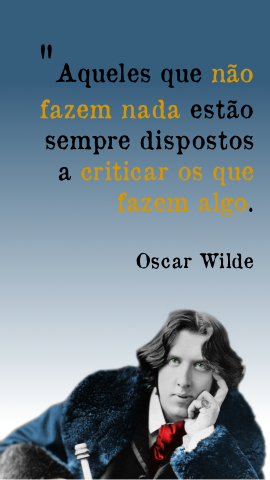 "Aqueles que não
fazem nada estão
sempre dispostos
a criticar os que
fazem algo.
Oscar Wilde